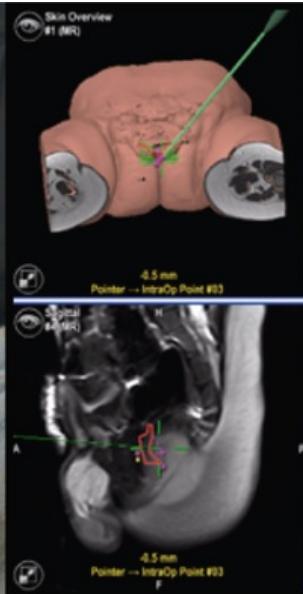 Skin Overview
#1 (MR)
-0.5 mm
Pointer → IntraOp Point #03
Sagittal
#4 (MR)
H
A
P
-0.5 mm
Pointer → IntraOp Point #03
F